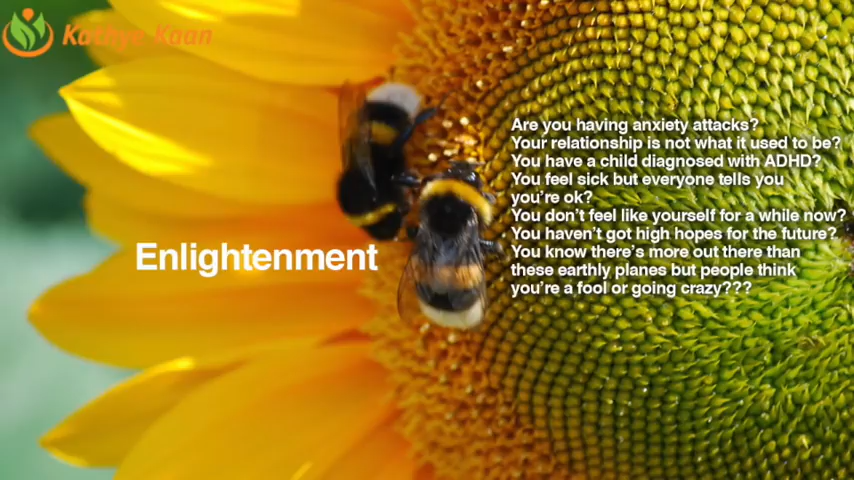 Kathye Kaan
Enlightenment
Are you having anxiety attacks?
Your relationship is not what it used to be?
You have a child diagnosed with ADHD?
You feel sick but everyone tells you
you're ok?
You don't feel like yourself for a while now?
You haven't got high hopes for the future?
You know there's more out there than
these earthly planes but people think
you're a fool or going crazy???